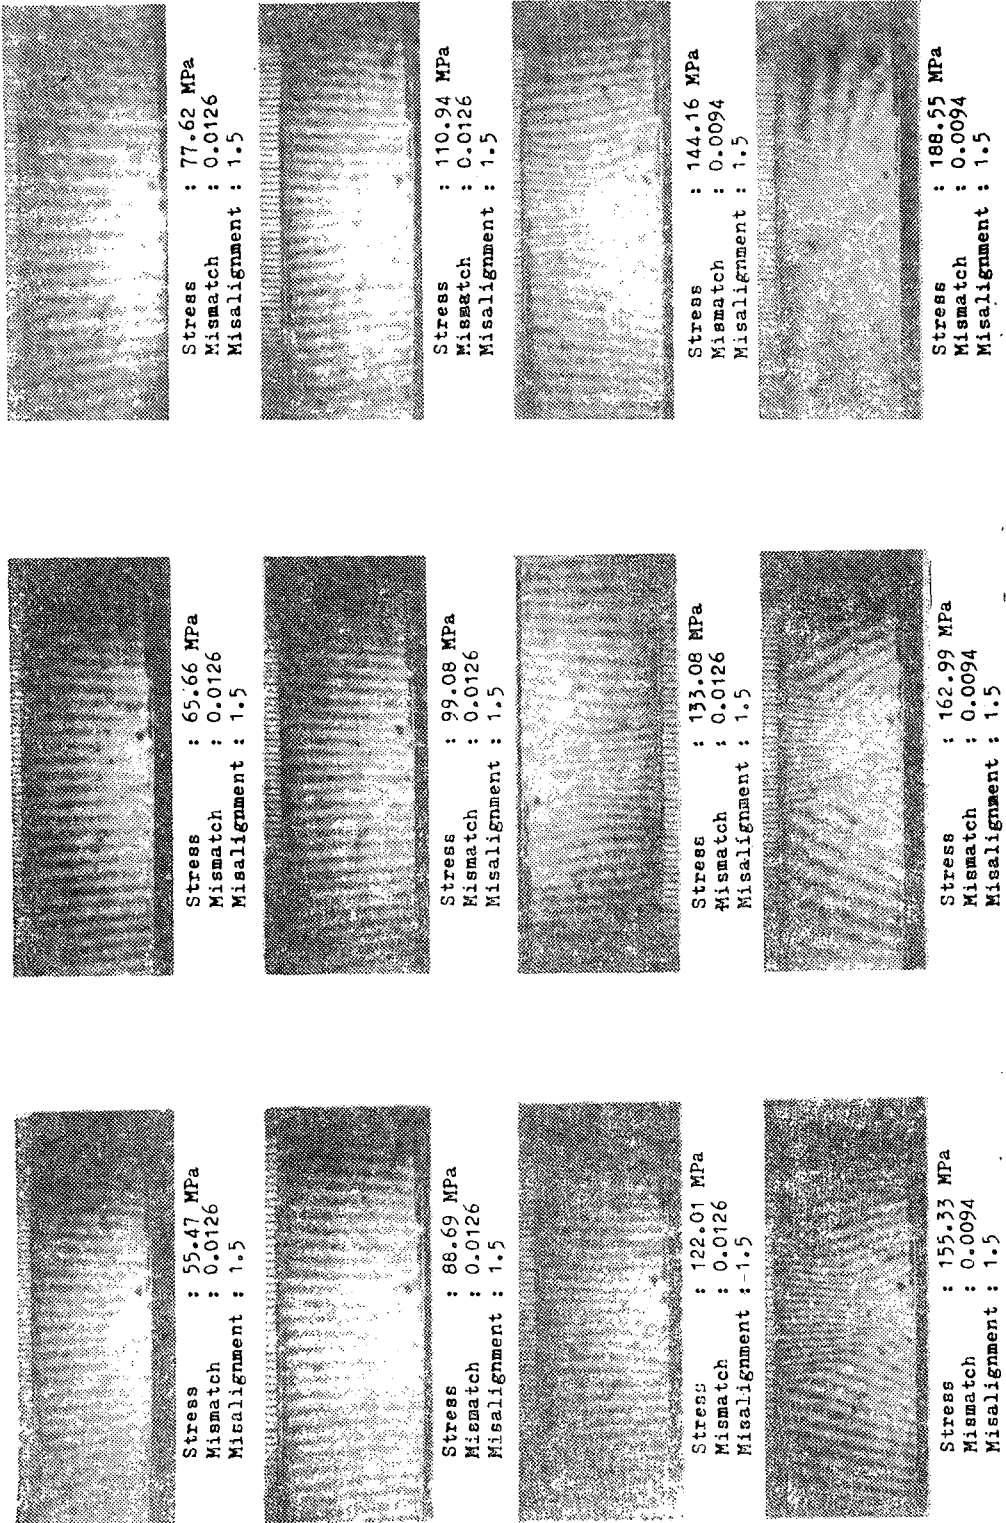 Stress : 55.47 MPa
Mismatch : 0.0126
Misalignment : 1.5
Stress : 65.66 MPa
Mismatch : 0.0126
Misalignment : 1.5
Stress : 77.62 MPa
Mismatch : 0.0126
Misalignment : 1.5
Stress : 88.69 MPa
Mismatch : 0.0126
Misalignment : 1.5
Stress : 99.08 MPa
Mismatch : 0.0126
Misalignment : 1.5
Stress : 110.94 MPa
Mismatch : 0.0126
Misalignment : 1.5
Stress : 122.01 MPa
Mismatch : 0.0126
Misalignment : 1.5
Stress : 133.08 MPa
Mismatch : 0.0126
Misalignment : 1.5
Stress : 144.16 MPa
Mismatch : 0.0094
Misalignment : 1.5
Stress : 155.33 MPa
Mismatch : 0.0094
Misalignment : 1.5
Stress : 162.99 MPa
Mismatch : 0.0094
Misalignment : 1.5
Stress : 188.55 MPa
Mismatch : 0.0094
Misalignment : 1.5